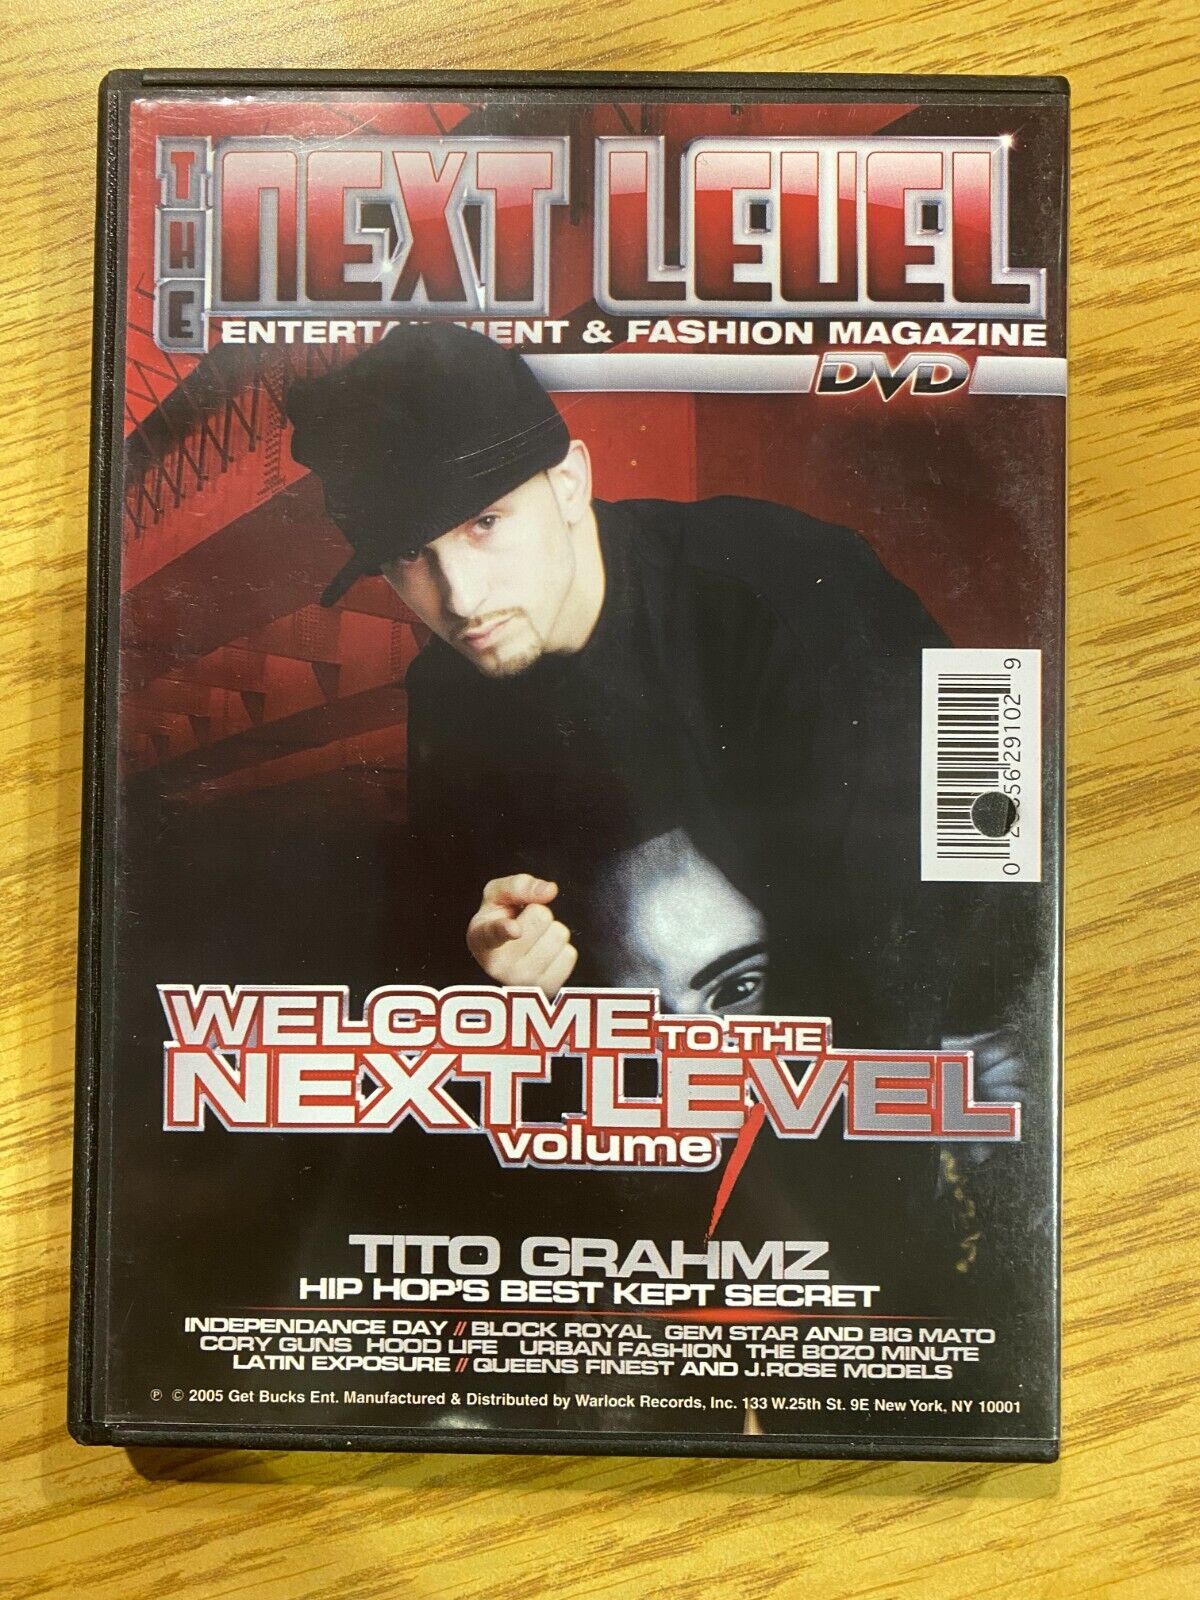 THE NEXT LEVEL
ENTERTAINMENT & FASHION MAGAZINE
DVD
9
29102
0
WELCOME TO THE
NEXT LEVEL
volume 1
TITO GRAHMZ
HIP HOP'S BEST KEPT SECRET
INDEPENDANCE DAY // BLOCK ROYAL GEM STAR AND BIG MATO
CORY GUNS HOOD LIFE URBAN FASHION THE BOZO MINUTE
LATIN EXPOSURE // QUEENS FINEST AND J.ROSE MODELS
℗ © 2005 Get Bucks Ent. Manufactured & Distributed by Warlock Records, Inc. 133 W.25th St. 9E New York, NY 10001